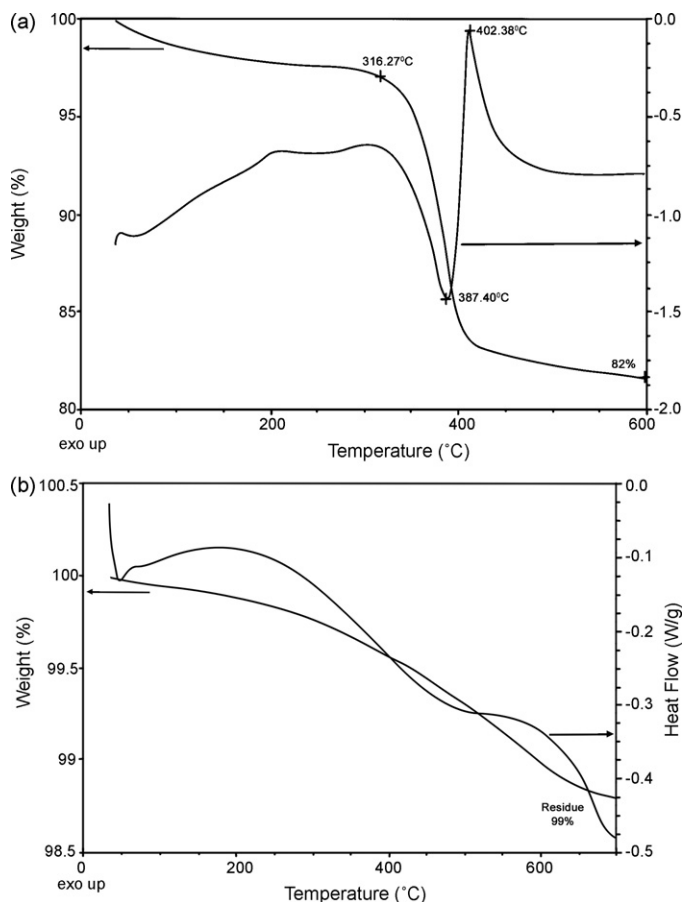 (a)
100
95
90
85
80
Weight (%)
316.27⁰C
402.38⁰C
387.40⁰C
82%
0.0
-0.5
-1.0
-1.5
-2.0
0
200
400
600
exo up
Temperature (˚C)
(b)
100.5
100
99.5
99
98.5
Weight (%)
Residue
99%
0.0
-0.1
-0.2
-0.3
-0.4
-0.5
Heat Flow (W/g)
0
200
400
600
exo up
Temperature (˚C)